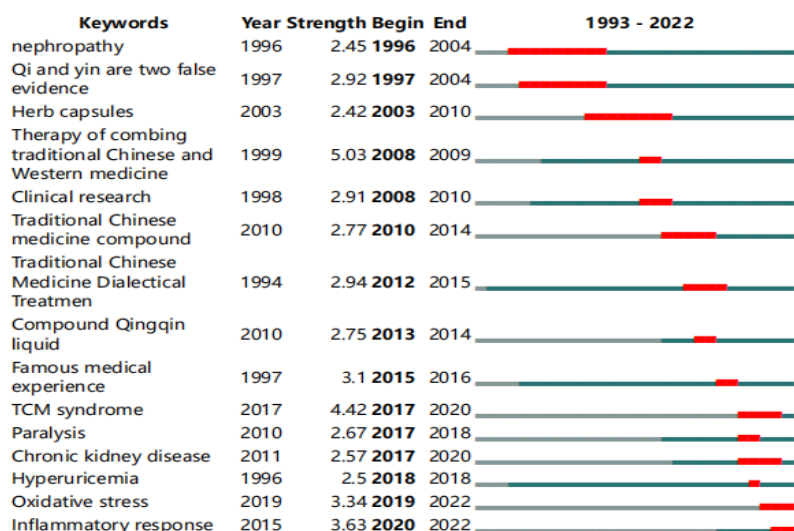 Keywords Year Strength Begin End 1993 - 2022
nephropathy 1996 2.45 1996 2004
Qi and yin are two false
evidence 1997 2.92 1997 2004
Herb capsules 2003 2.42 2003 2010
Therapy of combing
traditional Chinese and 1999 5.03 2008 2009
Western medicine
Clinical research 1998 2.91 2008 2010
Traditional Chinese
medicine compound 2010 2.77 2010 2014
Traditional Chinese
Medicine Dialectical 1994 2.94 2012 2015
Treatmen
Compound Qingqin
liquid 2010 2.75 2013 2014
Famous medical
experience 1997 3.1 2015 2016
TCM syndrome 2017 4.42 2017 2020
Paralysis 2010 2.67 2017 2018
Chronic kidney disease 2011 2.57 2017 2020
Hyperuricemia 1996 2.5 2018 2018
Oxidative stress 2019 3.34 2019 2022
Inflammatory response 2015 3.63 2020 2022